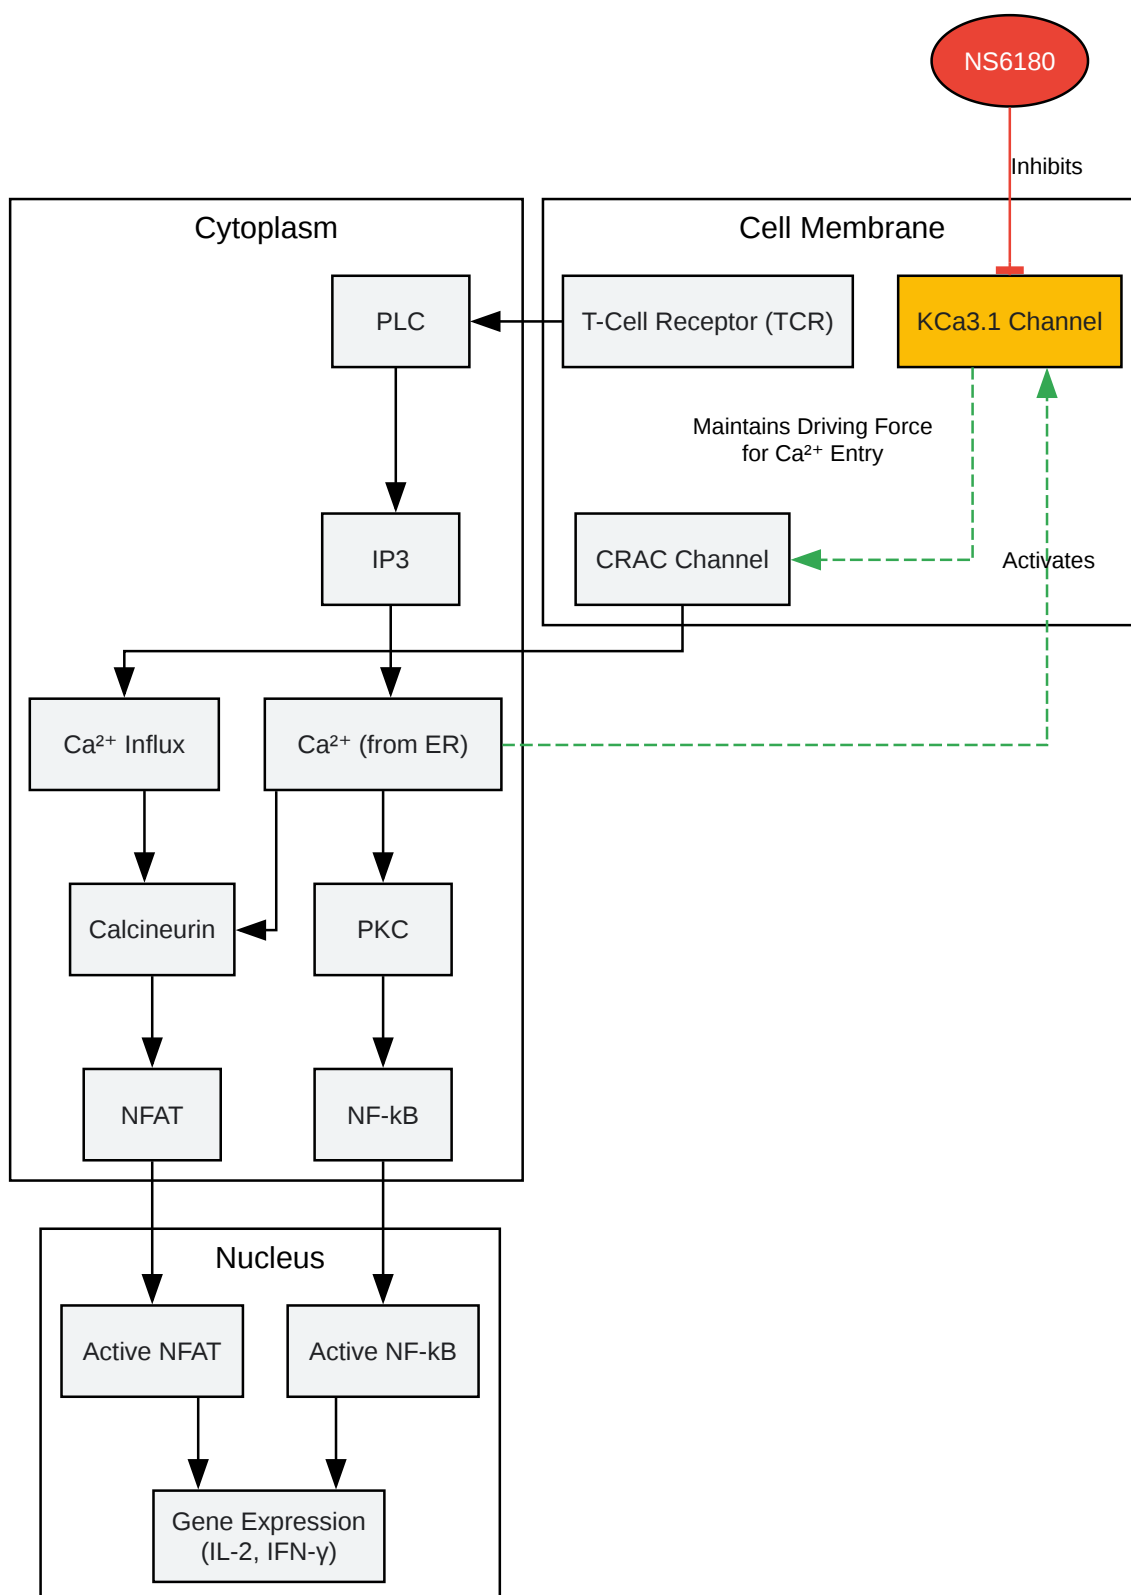 NS6180
Inhibits
Cytoplasm
Cell Membrane
PLC
T-Cell Receptor (TCR)
KCa3.1 Channel
Maintains Driving Force
for Ca²⁺ Entry
IP3
CRAC Channel
Activates
Ca²⁺ Influx
Ca²⁺ (from ER)
Calcineurin
PKC
NFAT
NF-kB
Nucleus
Active NFAT
Active NF-kB
Gene Expression
(IL-2, IFN-γ)